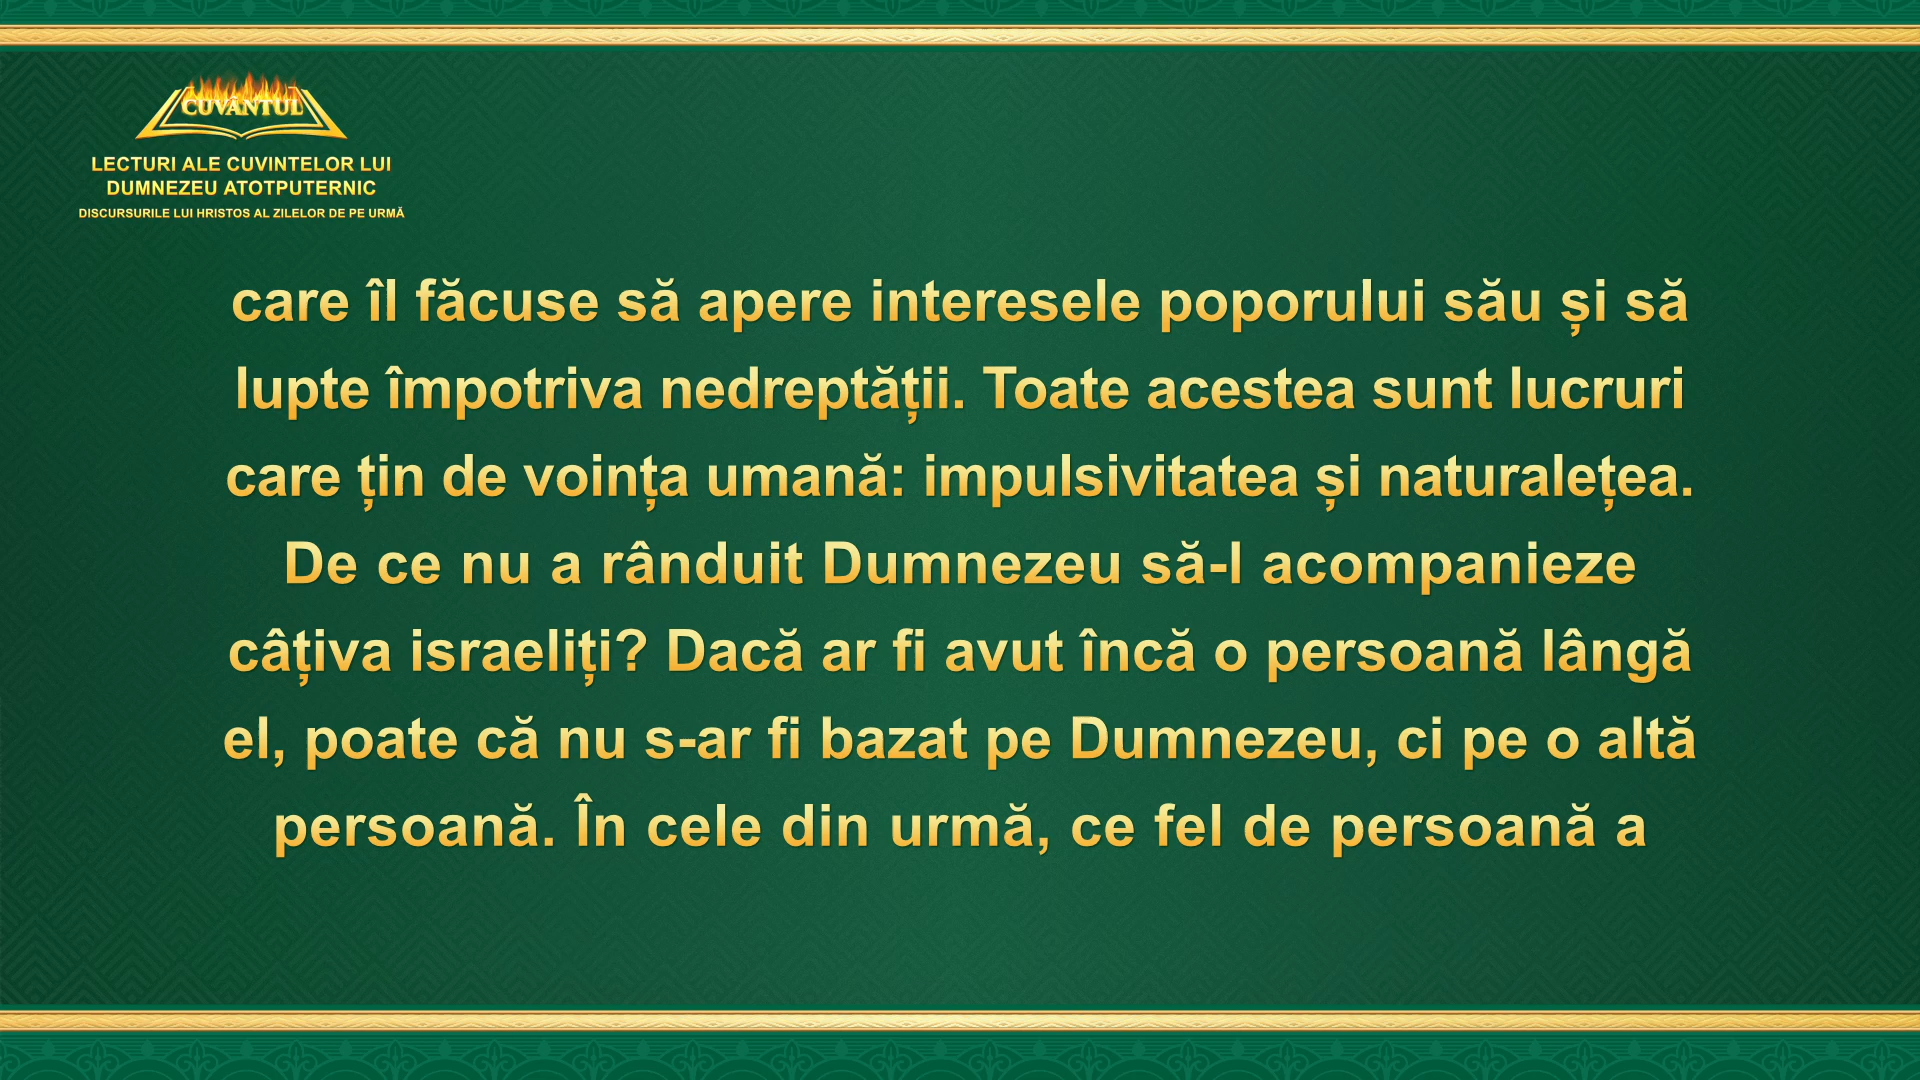 CUVÂNTUL
LECTURI ALE CUVINTELOR LUI
DUMNEZEU ATOTPUTERNIC
DISCURSURILE LUI HRISTOS AL ZILELOR DE PE URMĂ
care îl făcuse să apere interesele poporului său și să
lupte împotriva nedreptății. Toate acestea sunt lucruri
care țin de voința umană: impulsivitatea și naturalețea.
De ce nu a rânduit Dumnezeu să-l acompanieze
câțiva israeliți? Dacă ar fi avut încă o persoană lângă
el, poate că nu s-ar fi bazat pe Dumnezeu, ci pe o altă
persoană. În cele din urmă, ce fel de persoană a